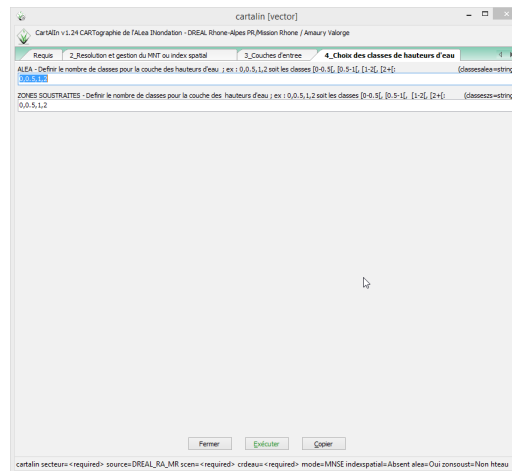 cartalin [vector]
CartAlIn v1.24 CARTographie de l'ALea INondation - DREAL Rhone-Alpes PR/Mission Rhone / Amaury Valorge
Requis 2_Resolution et gestion du MNT ou index spatial 3_Couches d'entree 4_Choix des classes de hauteurs d'eau
ALEA - Definir le nombre de classes pour la couche des hauteurs d'eau ; ex : 0,0.5,1,2 soit les classes [0-0.5[, [0.5-1[, [1-2[, [2+[: (classesalea=string
0,0.5,1,2
ZONES SOUSTRAITES - Definir le nombre de classes pour la couche des hauteurs d'eau ; ex : 0,0.5,1,2 soit les classes [0-0.5[, [0.5-1[, [1-2[, [2+[: (classeszs=string
0,0.5,1,2
Fermer Exécuter Copier
cartalin secteur=<required> source=DREAL_RA_MR scen=<required> crdeau=<required> mode=MNSE indexspatial=Absent alea=Oui zonsoust=Non hteau